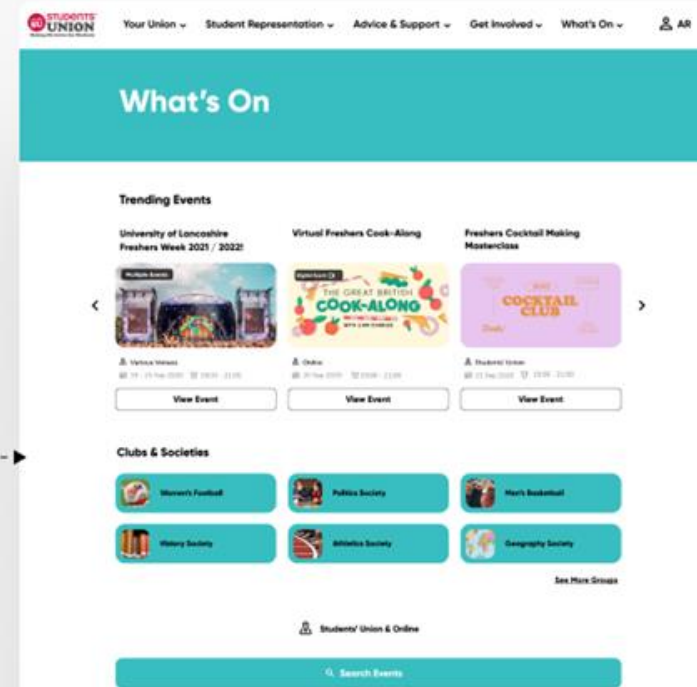 SU STUDENTS'
UNION
Your Union
Student Representation
Advice & Support
Get Involved
What's On
AR
What's On
Trending Events
University of Lancashire
Freshers Week 2021 / 2022!
Virtual Freshers Cook-Along
Freshers Cocktail Making
Masterclass
Multiple Events
THE GREAT BRITISH
COOK-ALONG
COCKTAIL
CLUB
Various Venues
Online
Students' Union
View Event
View Event
View Event
Clubs & Societies
Women's Football
Politics Society
Men's Basketball
History Society
Athletics Society
Geography Society
See More Groups
Students' Union & Online
Search Events